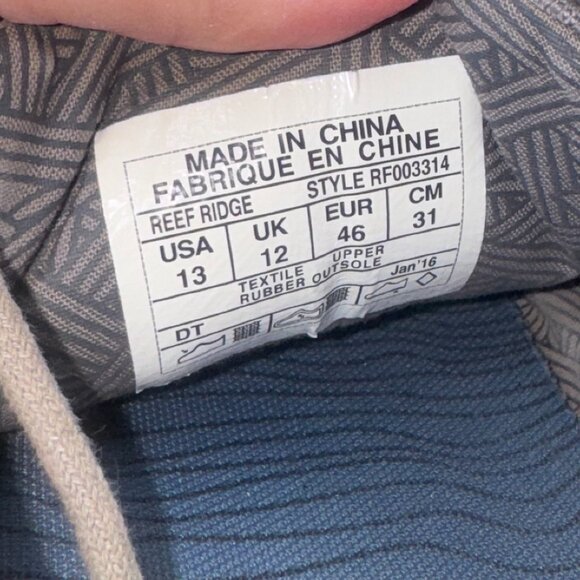 MADE IN CHINA
FABRIQUE EN CHINE
REEF RIDGE STYLE RF003314
USA UK EUR CM
13 12 46 31
TEXTILE UPPER
RUBBER OUTSOLE Jan'16
DT